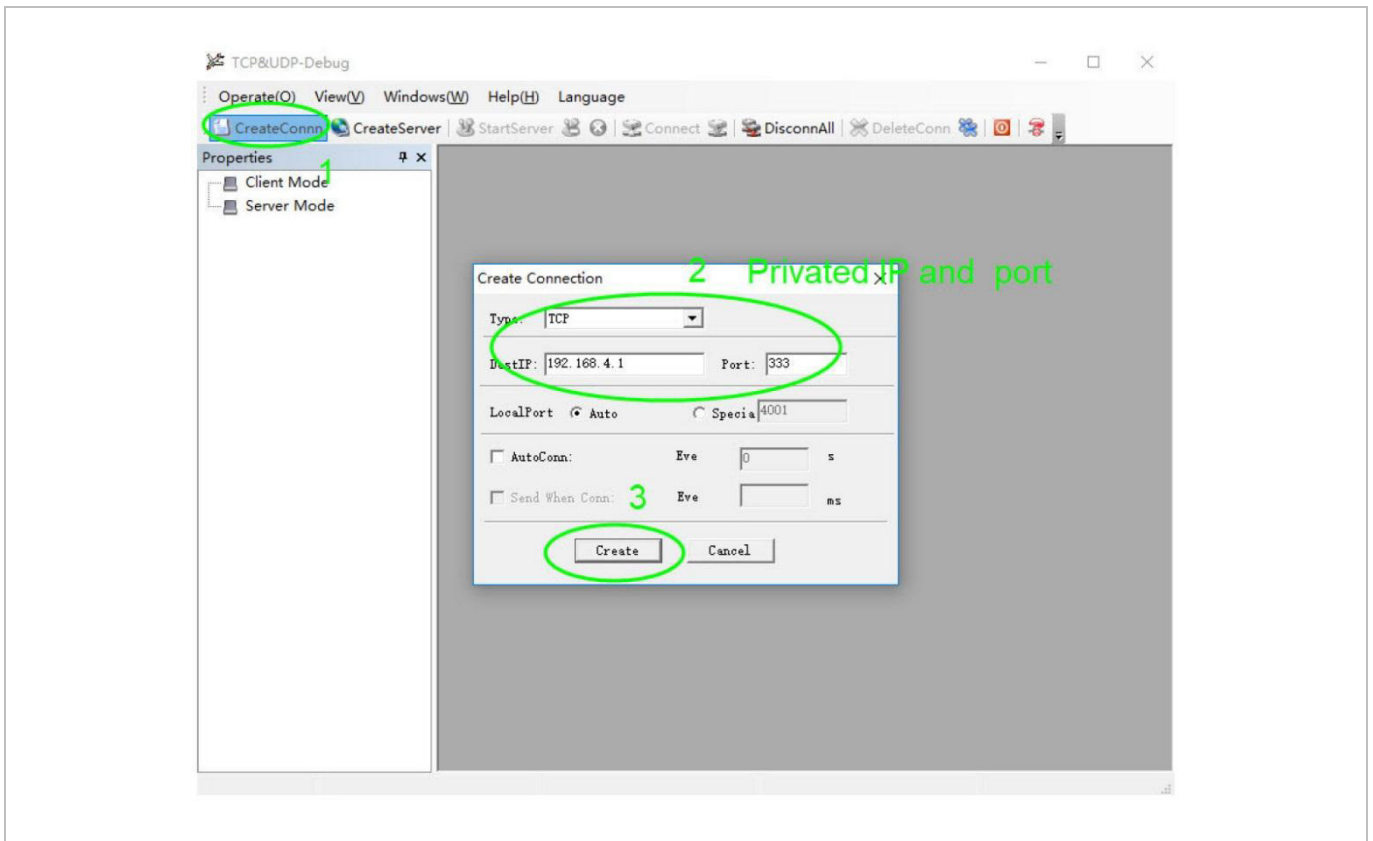 TCP&UDP-Debug
Operate(O) View(V) Windows(W) Help(H) Language
CreateConnn CreateServer StartServer Connect DisconnAll DeleteConn
Properties
1
Client Mode
Server Mode
2 Privated IP and port
Create Connection
Type: TCP
DestIP: 192.168.4.1 Port: 333
LocalPort Auto Specia 4001
AutoConn: Eve 0 s
Send When Conn: Eve ms
3
Create Cancel